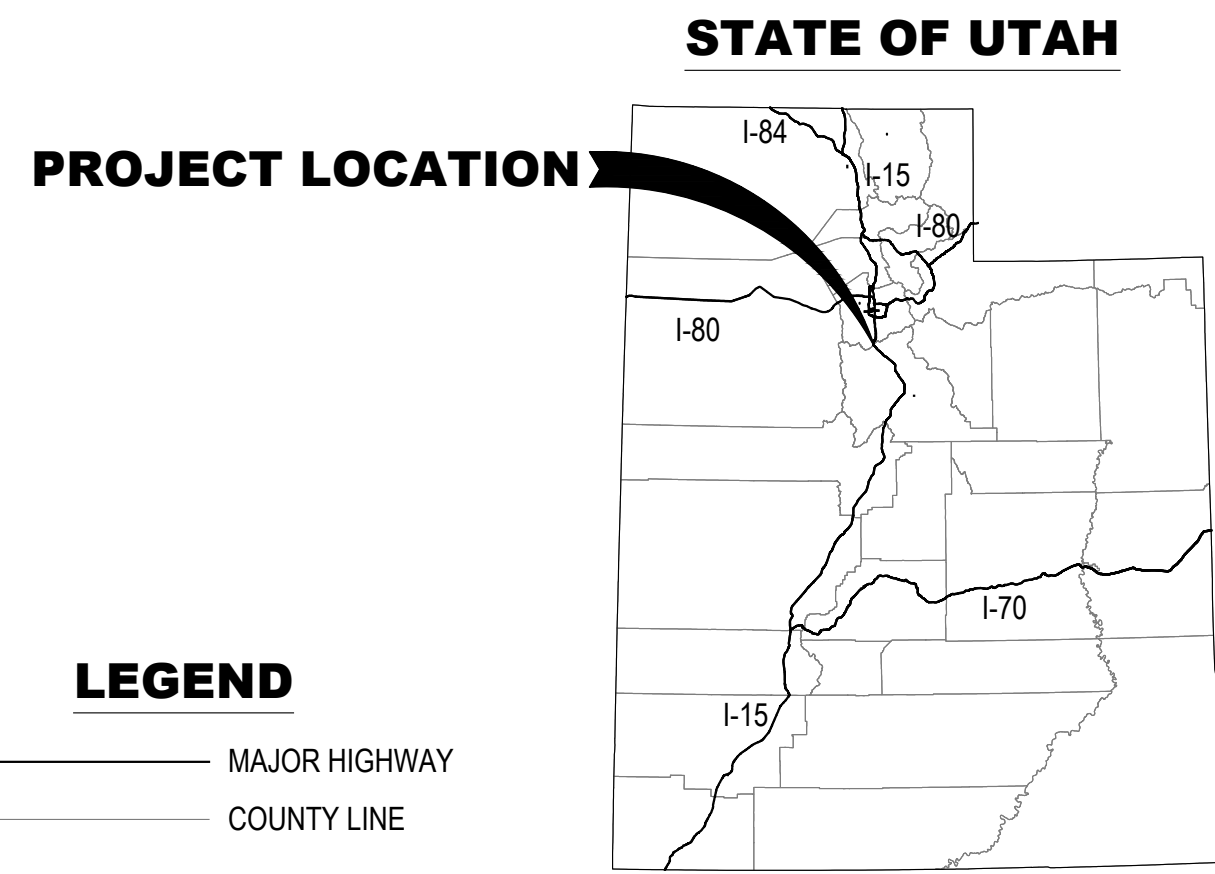 STATE OF UTAH
I-84
PROJECT LOCATION
I-15
I-80
I-80
I-70
LEGEND
I-15
MAJOR HIGHWAY
COUNTY LINE